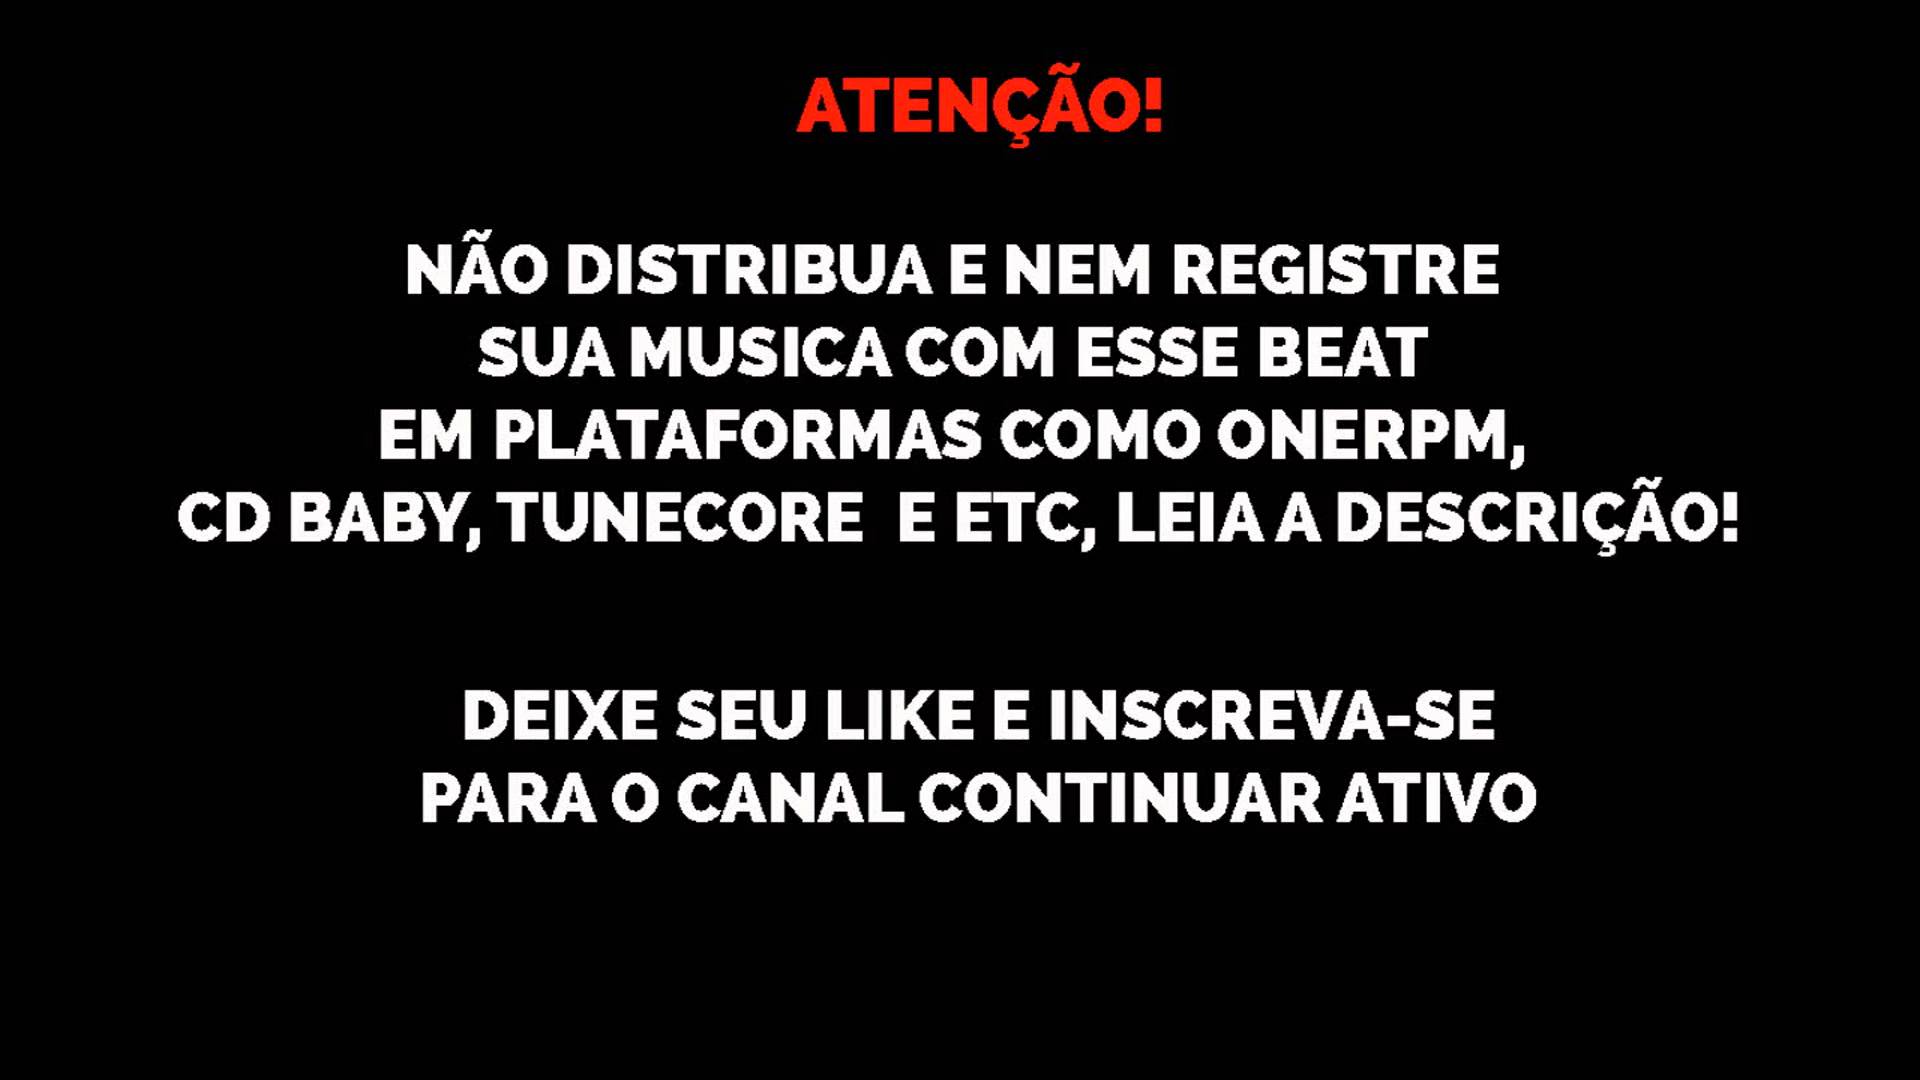 ATENÇÃO!
NÃO DISTRIBUA E NEM REGISTRE
SUA MUSICA COM ESSE BEAT
EM PLATAFORMAS COMO ONERPM,
CD BABY, TUNECORE E ETC, LEIA A DESCRIÇÃO!
DEIXE SEU LIKE E INSCREVA-SE
PARA O CANAL CONTINUAR ATIVO